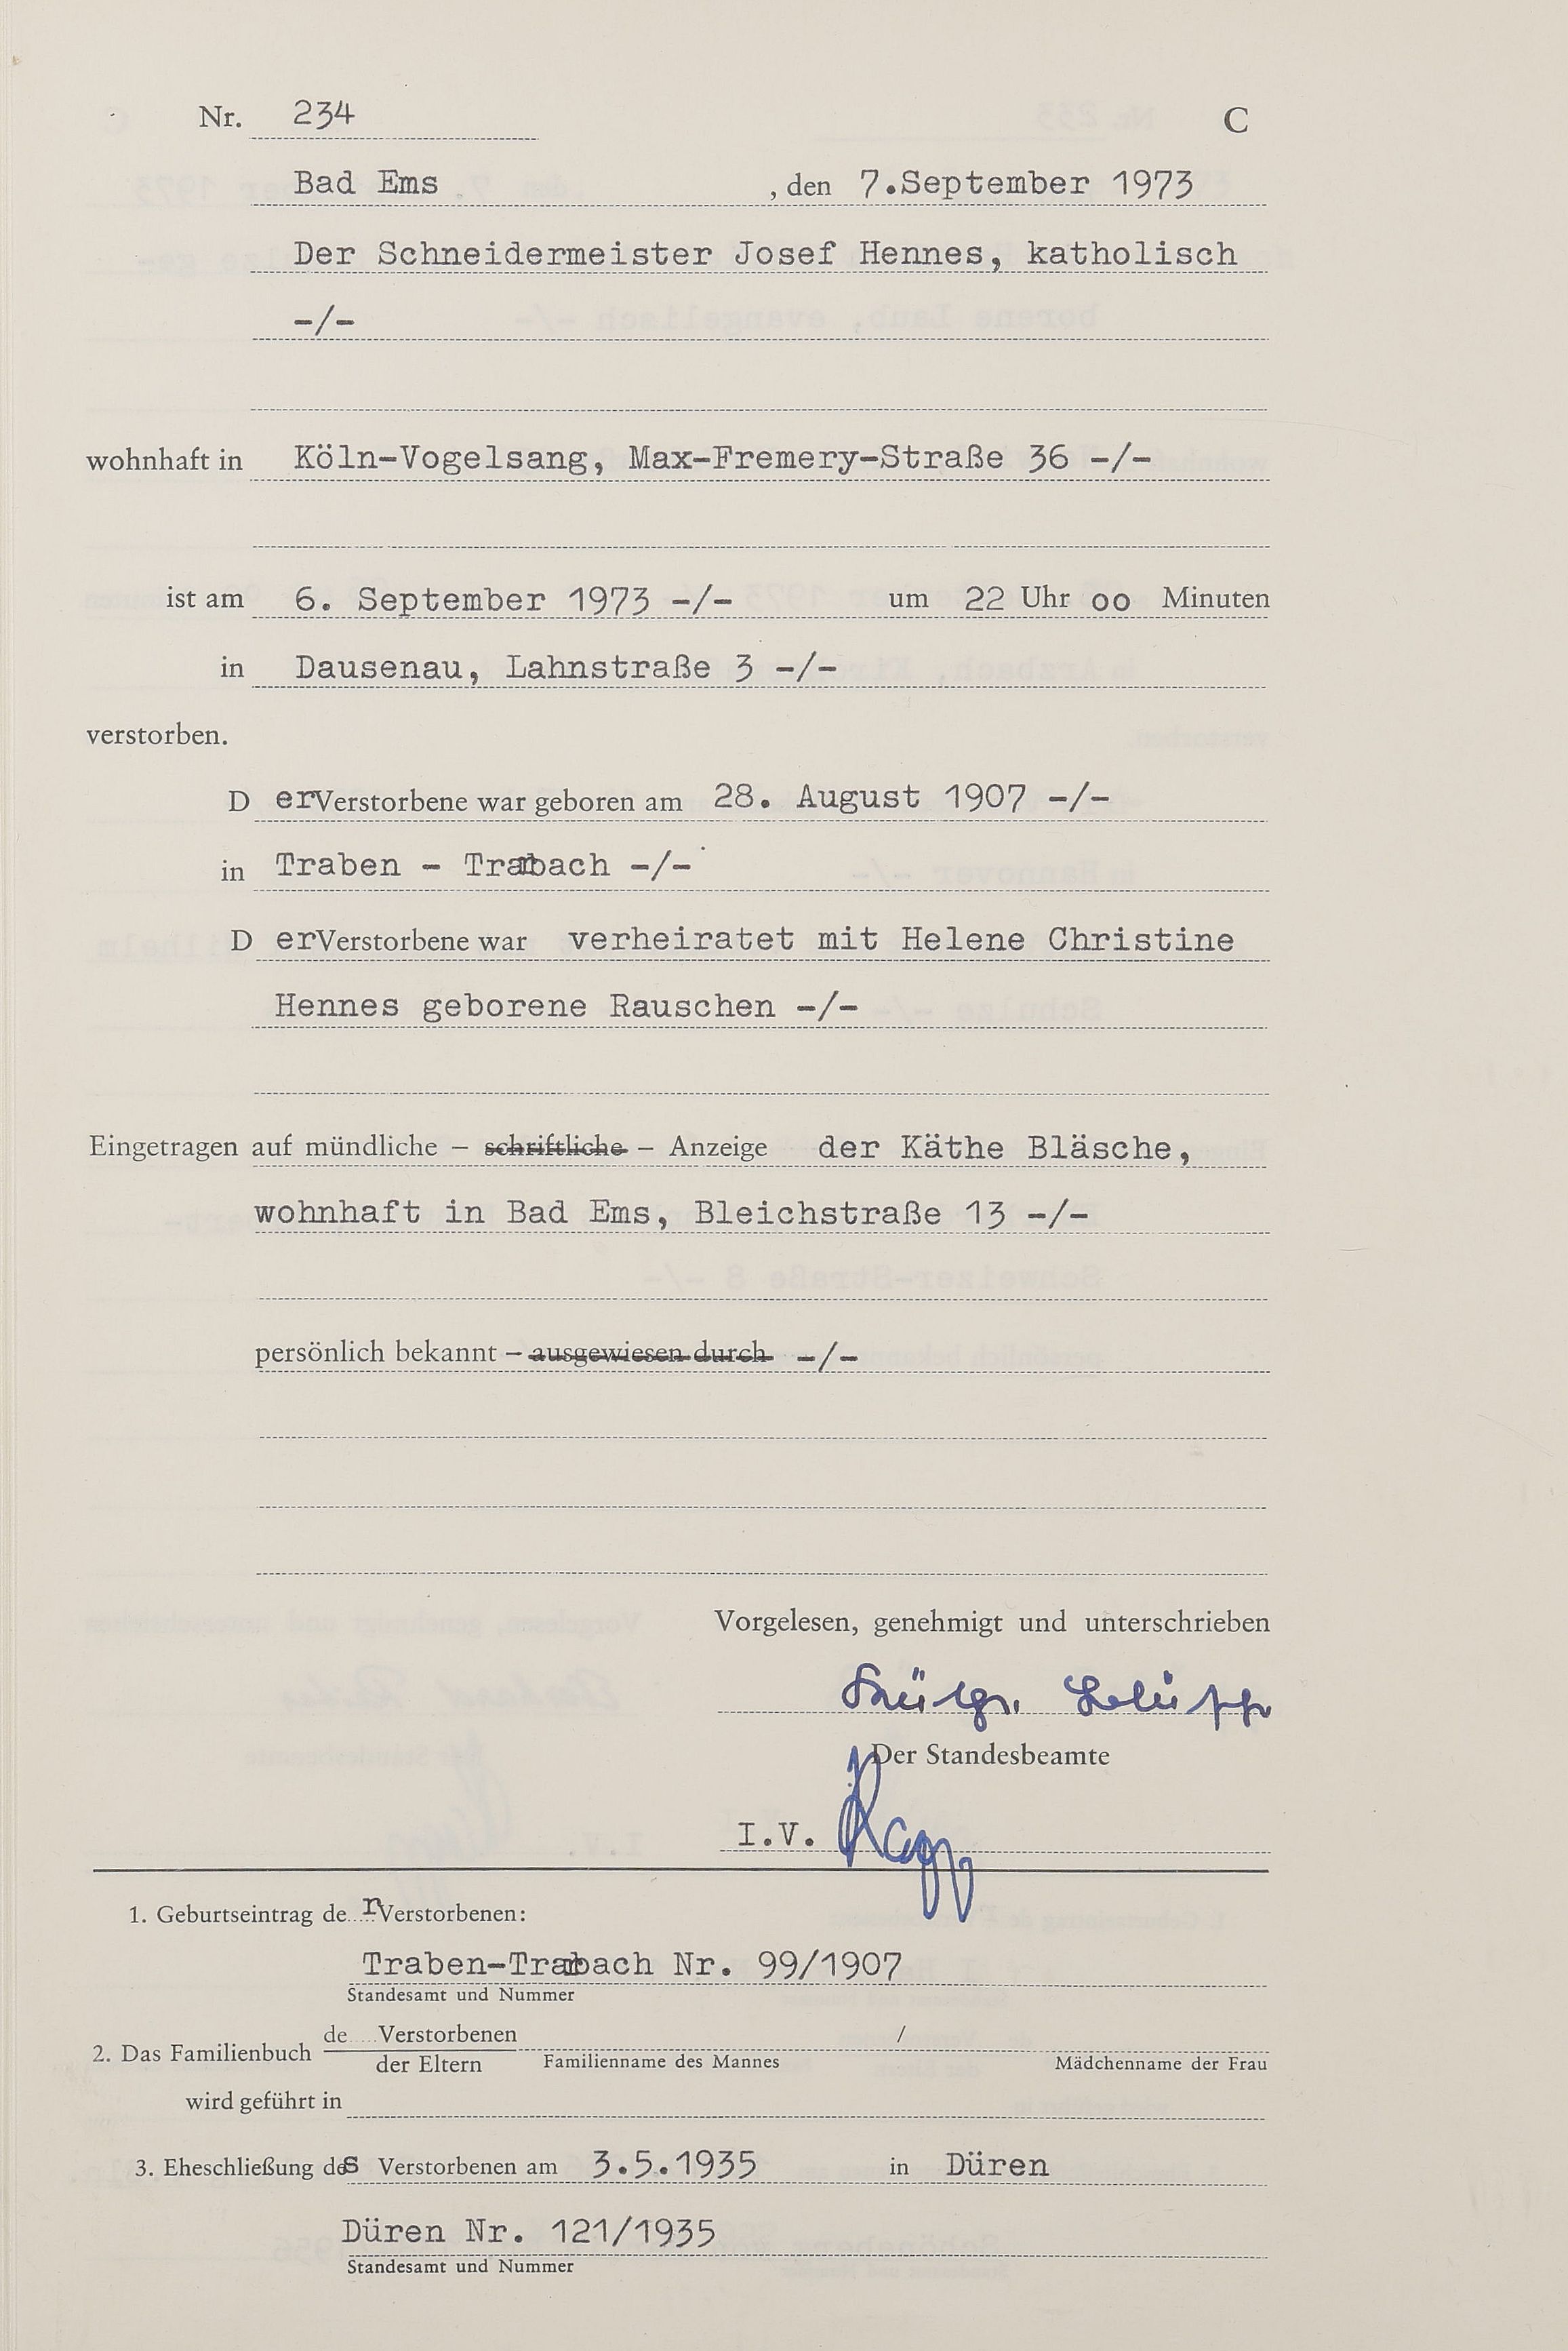 Nr. 234 C
Bad Ems , den 7.September 1973
Der Schneidermeister Josef Hennes, katholisch
-/-
wohnhaft in Köln-Vogelsang, Max-Fremery-Straße 36 -/-
ist am 6. September 1973 -/- um 22 Uhr oo Minuten
in Dausenau, Lahnstraße 3 -/-
verstorben.
D er Verstorbene war geboren am 28. August 1907 -/-
in Traben - Trarbach -/-
D er Verstorbene war verheiratet mit Helene Christine
Hennes geborene Rauschen -/-
Eingetragen auf mündliche – schriftliche – Anzeige der Käthe Bläsche,
wohnhaft in Bad Ems, Bleichstraße 13 -/-
persönlich bekannt – ausgewiesen durch -/-
Vorgelesen, genehmigt und unterschrieben
Der Standesbeamte
I.V.
1. Geburtseintrag de r Verstorbenen:
Traben-Trarbach Nr. 99/1907
Standesamt und Nummer
2. Das Familienbuch de Verstorbenen /
der Eltern Familienname des Mannes Mädchenname der Frau
wird geführt in
3. Eheschließung des Verstorbenen am 3.5.1935 in Düren
Düren Nr. 121/1935
Standesamt und Nummer